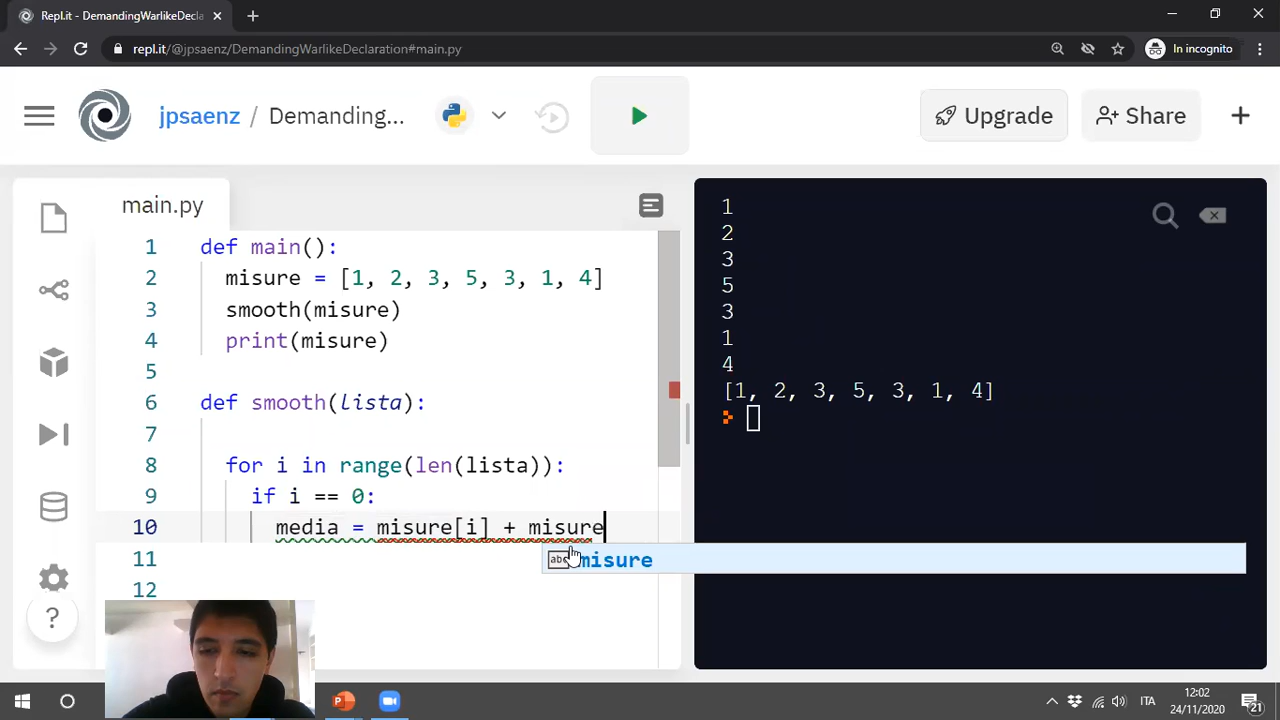 Repl.it - DemandingWarlikeDecla
repl.it/@jpsaenz/DemandingWarlikeDeclaration#main.py
In incognito
jpsaenz / Demanding...
Upgrade
Share
main.py
1 def main():
2 misure = [1, 2, 3, 5, 3, 1, 4]
3 smooth(misure)
4 print(misure)
5
6 def smooth(lista):
7
8 for i in range(len(lista)):
9 if i == 0:
10 media = misure[i] + misure
abc misure
11
12
1
2
3
5
3
1
4
[1, 2, 3, 5, 3, 1, 4]
?
ITA
12:02
24/11/2020
21